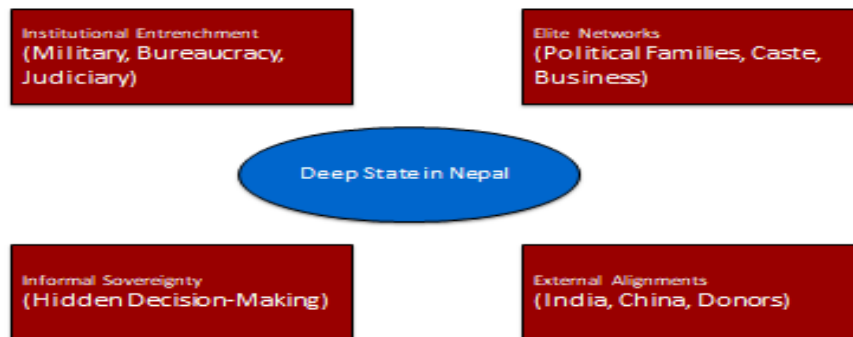 Institutional Entrenchment
(Military, Bureaucracy,
Judiciary)
Elite Networks
(Political Families, Caste,
Business)
Deep State in Nepal
Informal Sovereignty
(Hidden Decision-Making)
External Alignments
(India, China, Donors)